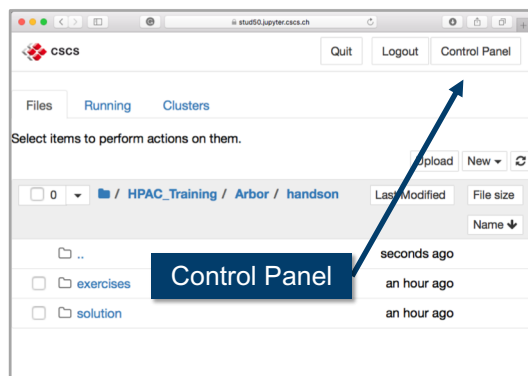 stud50.jupyter.cscs.ch
cscs Quit Logout Control Panel
Files Running Clusters
Select items to perform actions on them.
Upload New
0 / HPAC_Training / Arbor / handson Last Modified File size
Name
.. seconds ago
Control Panel
exercises an hour ago
solution an hour ago